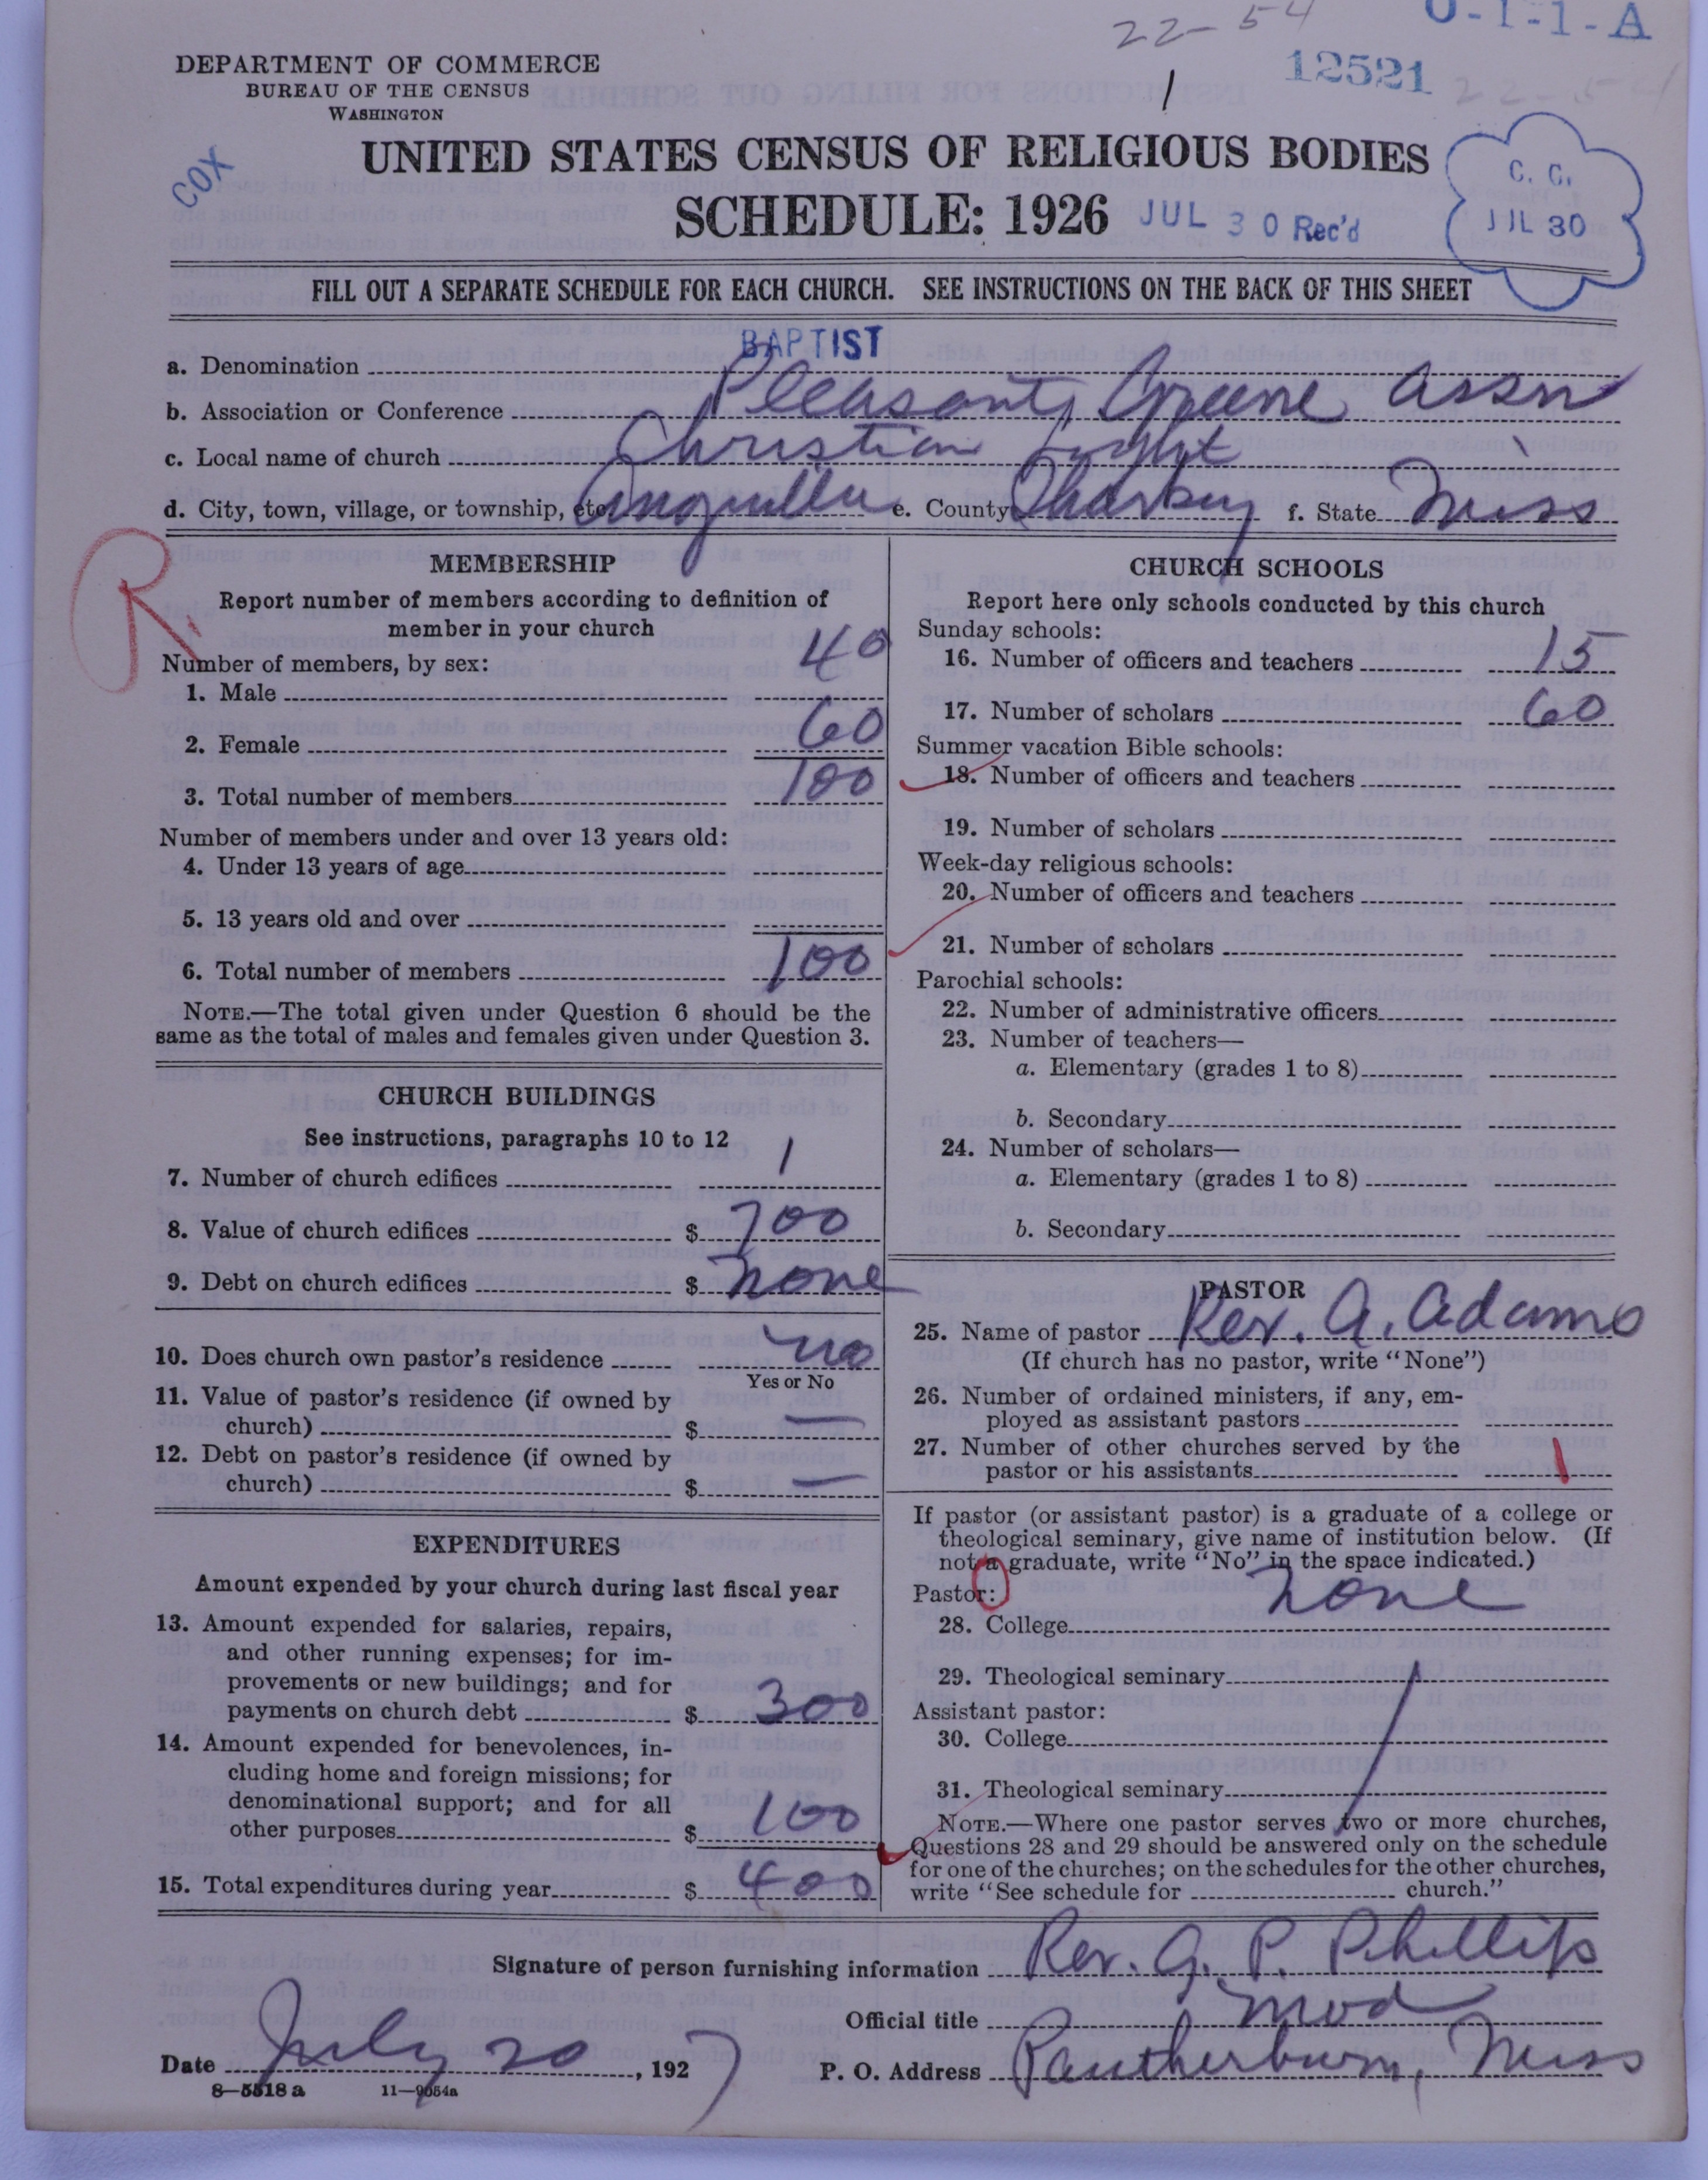 22-54
U-1-1-A
DEPARTMENT OF COMMERCE
BUREAU OF THE CENSUS
WASHINGTON
1
12521
22-54
COX
UNITED STATES CENSUS OF RELIGIOUS BODIES
SCHEDULE: 1926
JUL 30 Rec'd
C. C.
JUL 30
FILL OUT A SEPARATE SCHEDULE FOR EACH CHURCH. SEE INSTRUCTIONS ON THE BACK OF THIS SHEET
a. Denomination BAPTIST
b. Association or Conference Pleasant Greene Assn
c. Local name of church Christian Light
d. City, town, village, or township, etc. Anguilla e. County Sharkey f. State Miss
R
MEMBERSHIP
Report number of members according to definition of
member in your church
Number of members, by sex:
1. Male 40
2. Female 60
3. Total number of members 100
Number of members under and over 13 years old:
4. Under 13 years of age
5. 13 years old and over
6. Total number of members 100
NOTE.—The total given under Question 6 should be the
same as the total of males and females given under Question 3.
CHURCH BUILDINGS
See instructions, paragraphs 10 to 12
7. Number of church edifices 1
8. Value of church edifices $ 700
9. Debt on church edifices $ none
10. Does church own pastor's residence no
Yes or No
11. Value of pastor's residence (if owned by
church) $ —
12. Debt on pastor's residence (if owned by
church) $ —
EXPENDITURES
Amount expended by your church during last fiscal year
13. Amount expended for salaries, repairs,
and other running expenses; for im-
provements or new buildings; and for
payments on church debt $ 300
14. Amount expended for benevolences, in-
cluding home and foreign missions; for
denominational support; and for all
other purposes $ 100
15. Total expenditures during year $ 400
CHURCH SCHOOLS
Report here only schools conducted by this church
Sunday schools:
16. Number of officers and teachers 15
17. Number of scholars 60
Summer vacation Bible schools:
18. Number of officers and teachers
19. Number of scholars
Week-day religious schools:
20. Number of officers and teachers
21. Number of scholars
Parochial schools:
22. Number of administrative officers
23. Number of teachers—
a. Elementary (grades 1 to 8)
b. Secondary
24. Number of scholars—
a. Elementary (grades 1 to 8)
b. Secondary
PASTOR
25. Name of pastor Rev. A. Adams
(If church has no pastor, write "None")
26. Number of ordained ministers, if any, em-
ployed as assistant pastors
27. Number of other churches served by the
pastor or his assistants 1
If pastor (or assistant pastor) is a graduate of a college or
theological seminary, give name of institution below. (If
not a graduate, write "No" in the space indicated.)
Pastor:
28. College none
29. Theological seminary
Assistant pastor:
30. College
31. Theological seminary
NOTE.—Where one pastor serves two or more churches,
Questions 28 and 29 should be answered only on the schedule
for one of the churches; on the schedules for the other churches,
write "See schedule for church."
Signature of person furnishing information Rev. G. P. Phillips
Official title Mod
Date July 20, 1927 P. O. Address Pantherburn, Miss
8—5518 a 11—9054a